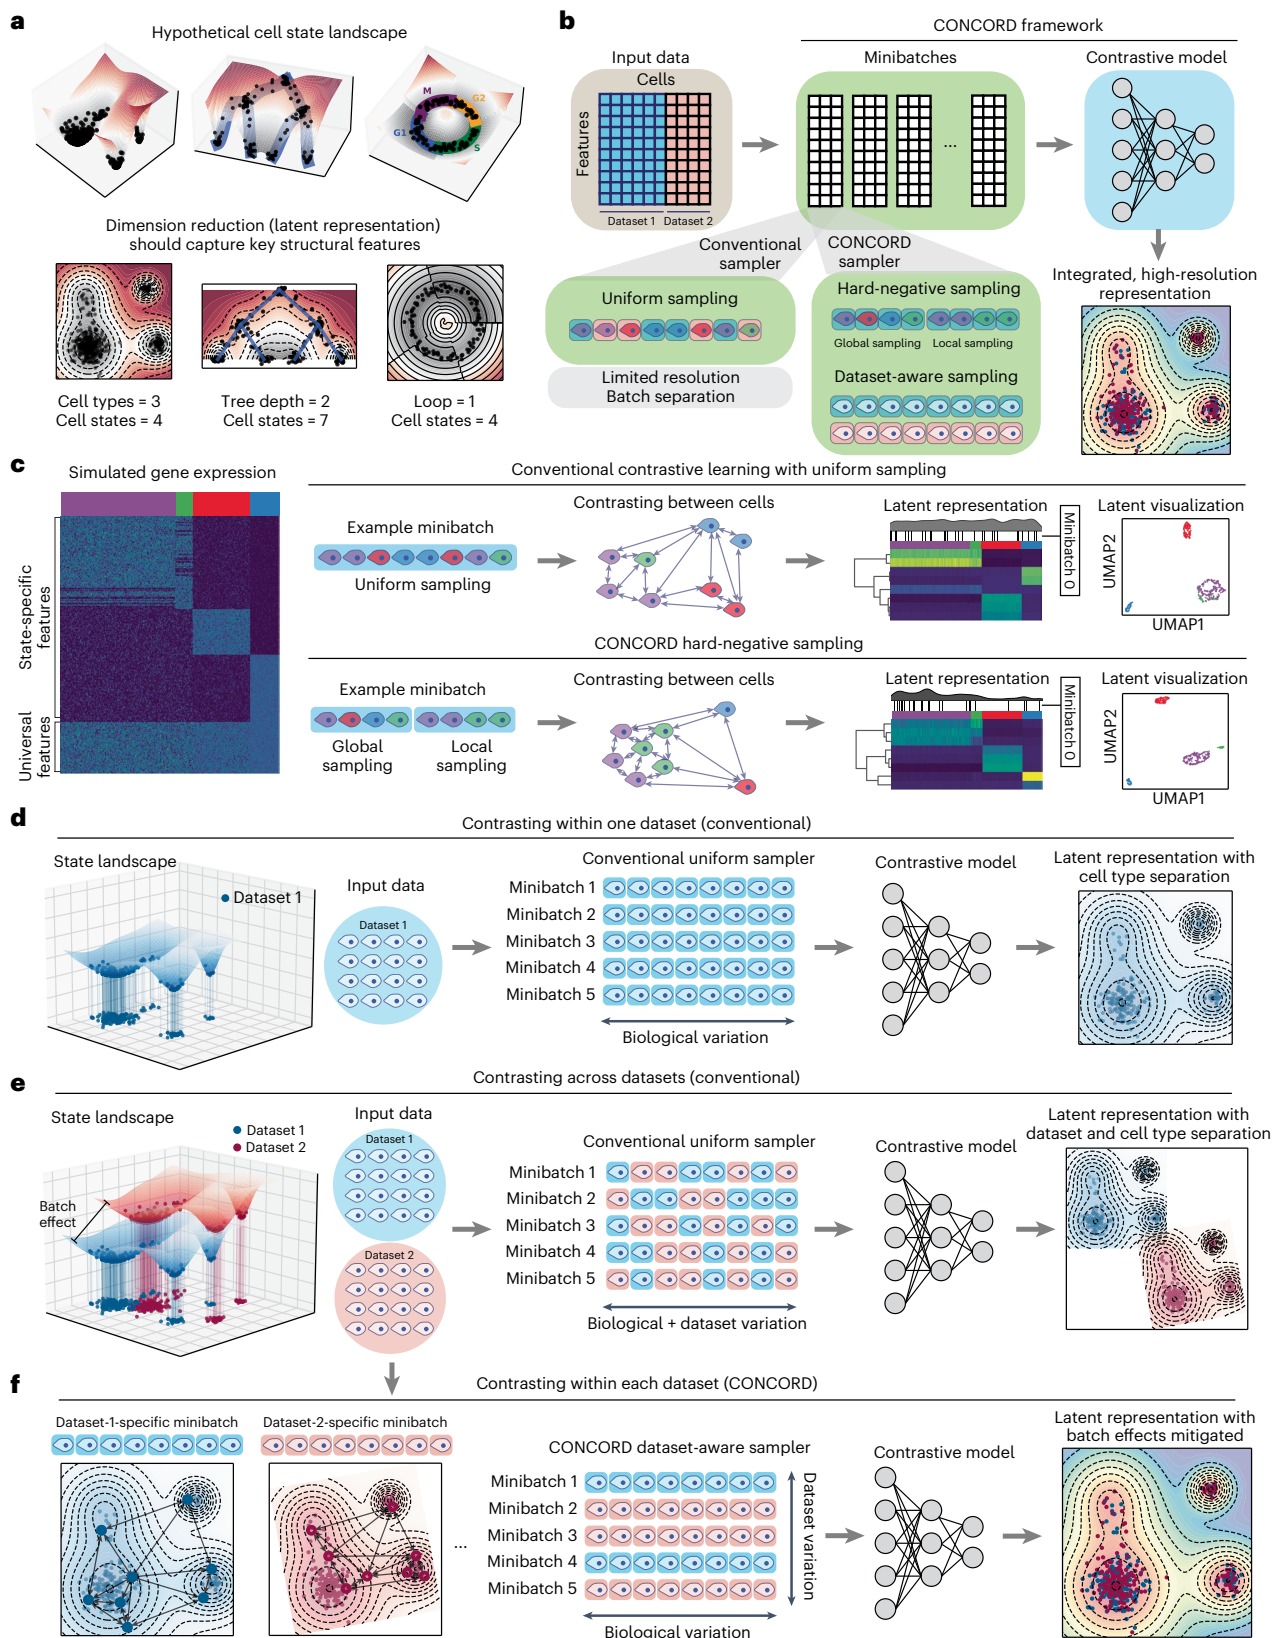 a
Hypothetical cell state landscape
M
G2
G1
S
Dimension reduction (latent representation)
should capture key structural features
Cell types = 3
Cell states = 4
Tree depth = 2
Cell states = 7
Loop = 1
Cell states = 4
b
CONCORD framework
Input data
Minibatches
Contrastive model
Cells
Features
Dataset 1
Dataset 2
...
Conventional
sampler
CONCORD
sampler
Uniform sampling
Limited resolution
Batch separation
Hard-negative sampling
Global sampling
Local sampling
Dataset-aware sampling
Integrated, high-resolution
representation
c
Simulated gene expression
State-specific
features
Universal
features
Conventional contrastive learning with uniform sampling
Example minibatch
Uniform sampling
Contrasting between cells
Latent representation
Minibatch 0
Latent visualization
UMAP2
UMAP1
CONCORD hard-negative sampling
Example minibatch
Global
sampling
Local
sampling
Contrasting between cells
Latent representation
Minibatch 0
Latent visualization
UMAP2
UMAP1
d
Contrasting within one dataset (conventional)
State landscape
Dataset 1
Input data
Dataset 1
Conventional uniform sampler
Minibatch 1
Minibatch 2
Minibatch 3
Minibatch 4
Minibatch 5
Biological variation
Contrastive model
Latent representation with
cell type separation
e
Contrasting across datasets (conventional)
State landscape
Dataset 1
Dataset 2
Batch
effect
Input data
Dataset 1
Dataset 2
Conventional uniform sampler
Minibatch 1
Minibatch 2
Minibatch 3
Minibatch 4
Minibatch 5
Biological + dataset variation
Contrastive model
Latent representation with
dataset and cell type separation
f
Contrasting within each dataset (CONCORD)
Dataset-1-specific minibatch
Dataset-2-specific minibatch
...
CONCORD dataset-aware sampler
Minibatch 1
Minibatch 2
Minibatch 3
Minibatch 4
Minibatch 5
Dataset variation
Biological variation
Contrastive model
Latent representation with
batch effects mitigated